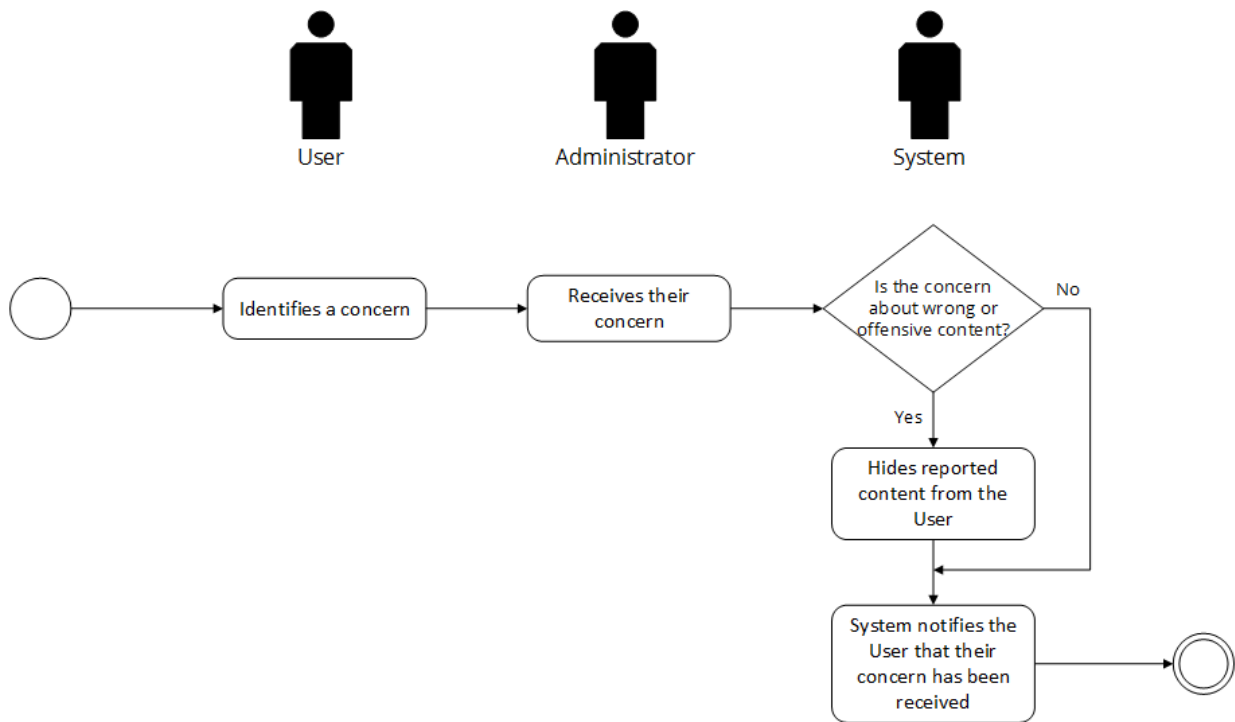 User
Administrator
System
Identifies a concern
Receives their
concern
Is the concern
about wrong or
offensive content?
No
Yes
Hides reported
content from the
User
System notifies the
User that their
concern has been
received